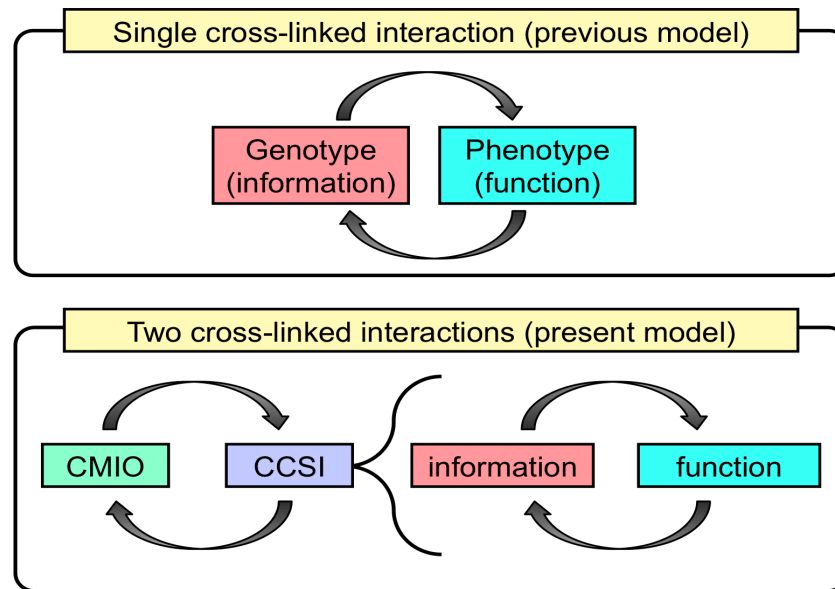 Single cross-linked interaction (previous model)
Genotype
(information)
Phenotype
(function)
Two cross-linked interactions (present model)
CMIO
CCSI
information
function